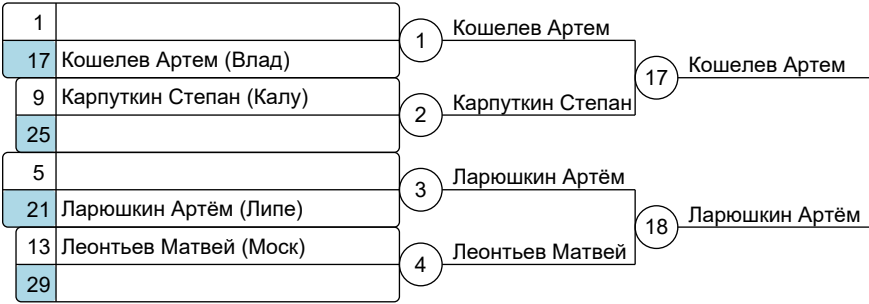 1
17 Кошелев Артем (Влад)
9 Карпуткин Степан (Калу)
25
5
21 Ларюшкин Артём (Липе)
13 Леонтьев Матвей (Моск)
29
1 Кошелев Артем
2 Карпуткин Степан
3 Ларюшкин Артём
4 Леонтьев Матвей
17 Кошелев Артем
18 Ларюшкин Артём